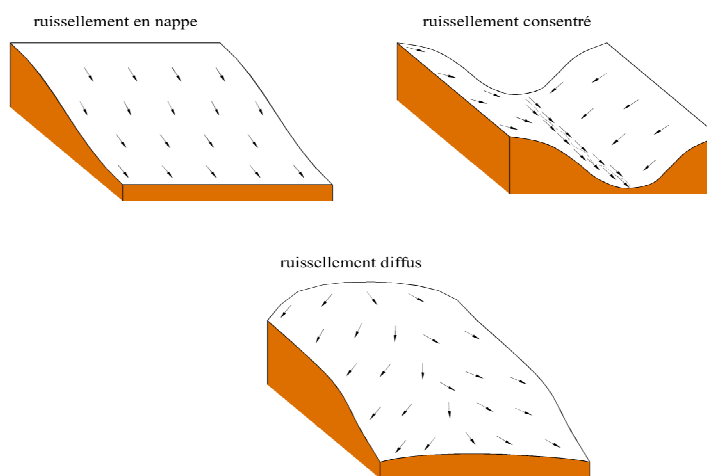 ruissellement en nappe
ruissellement consentré
ruissellement diffus